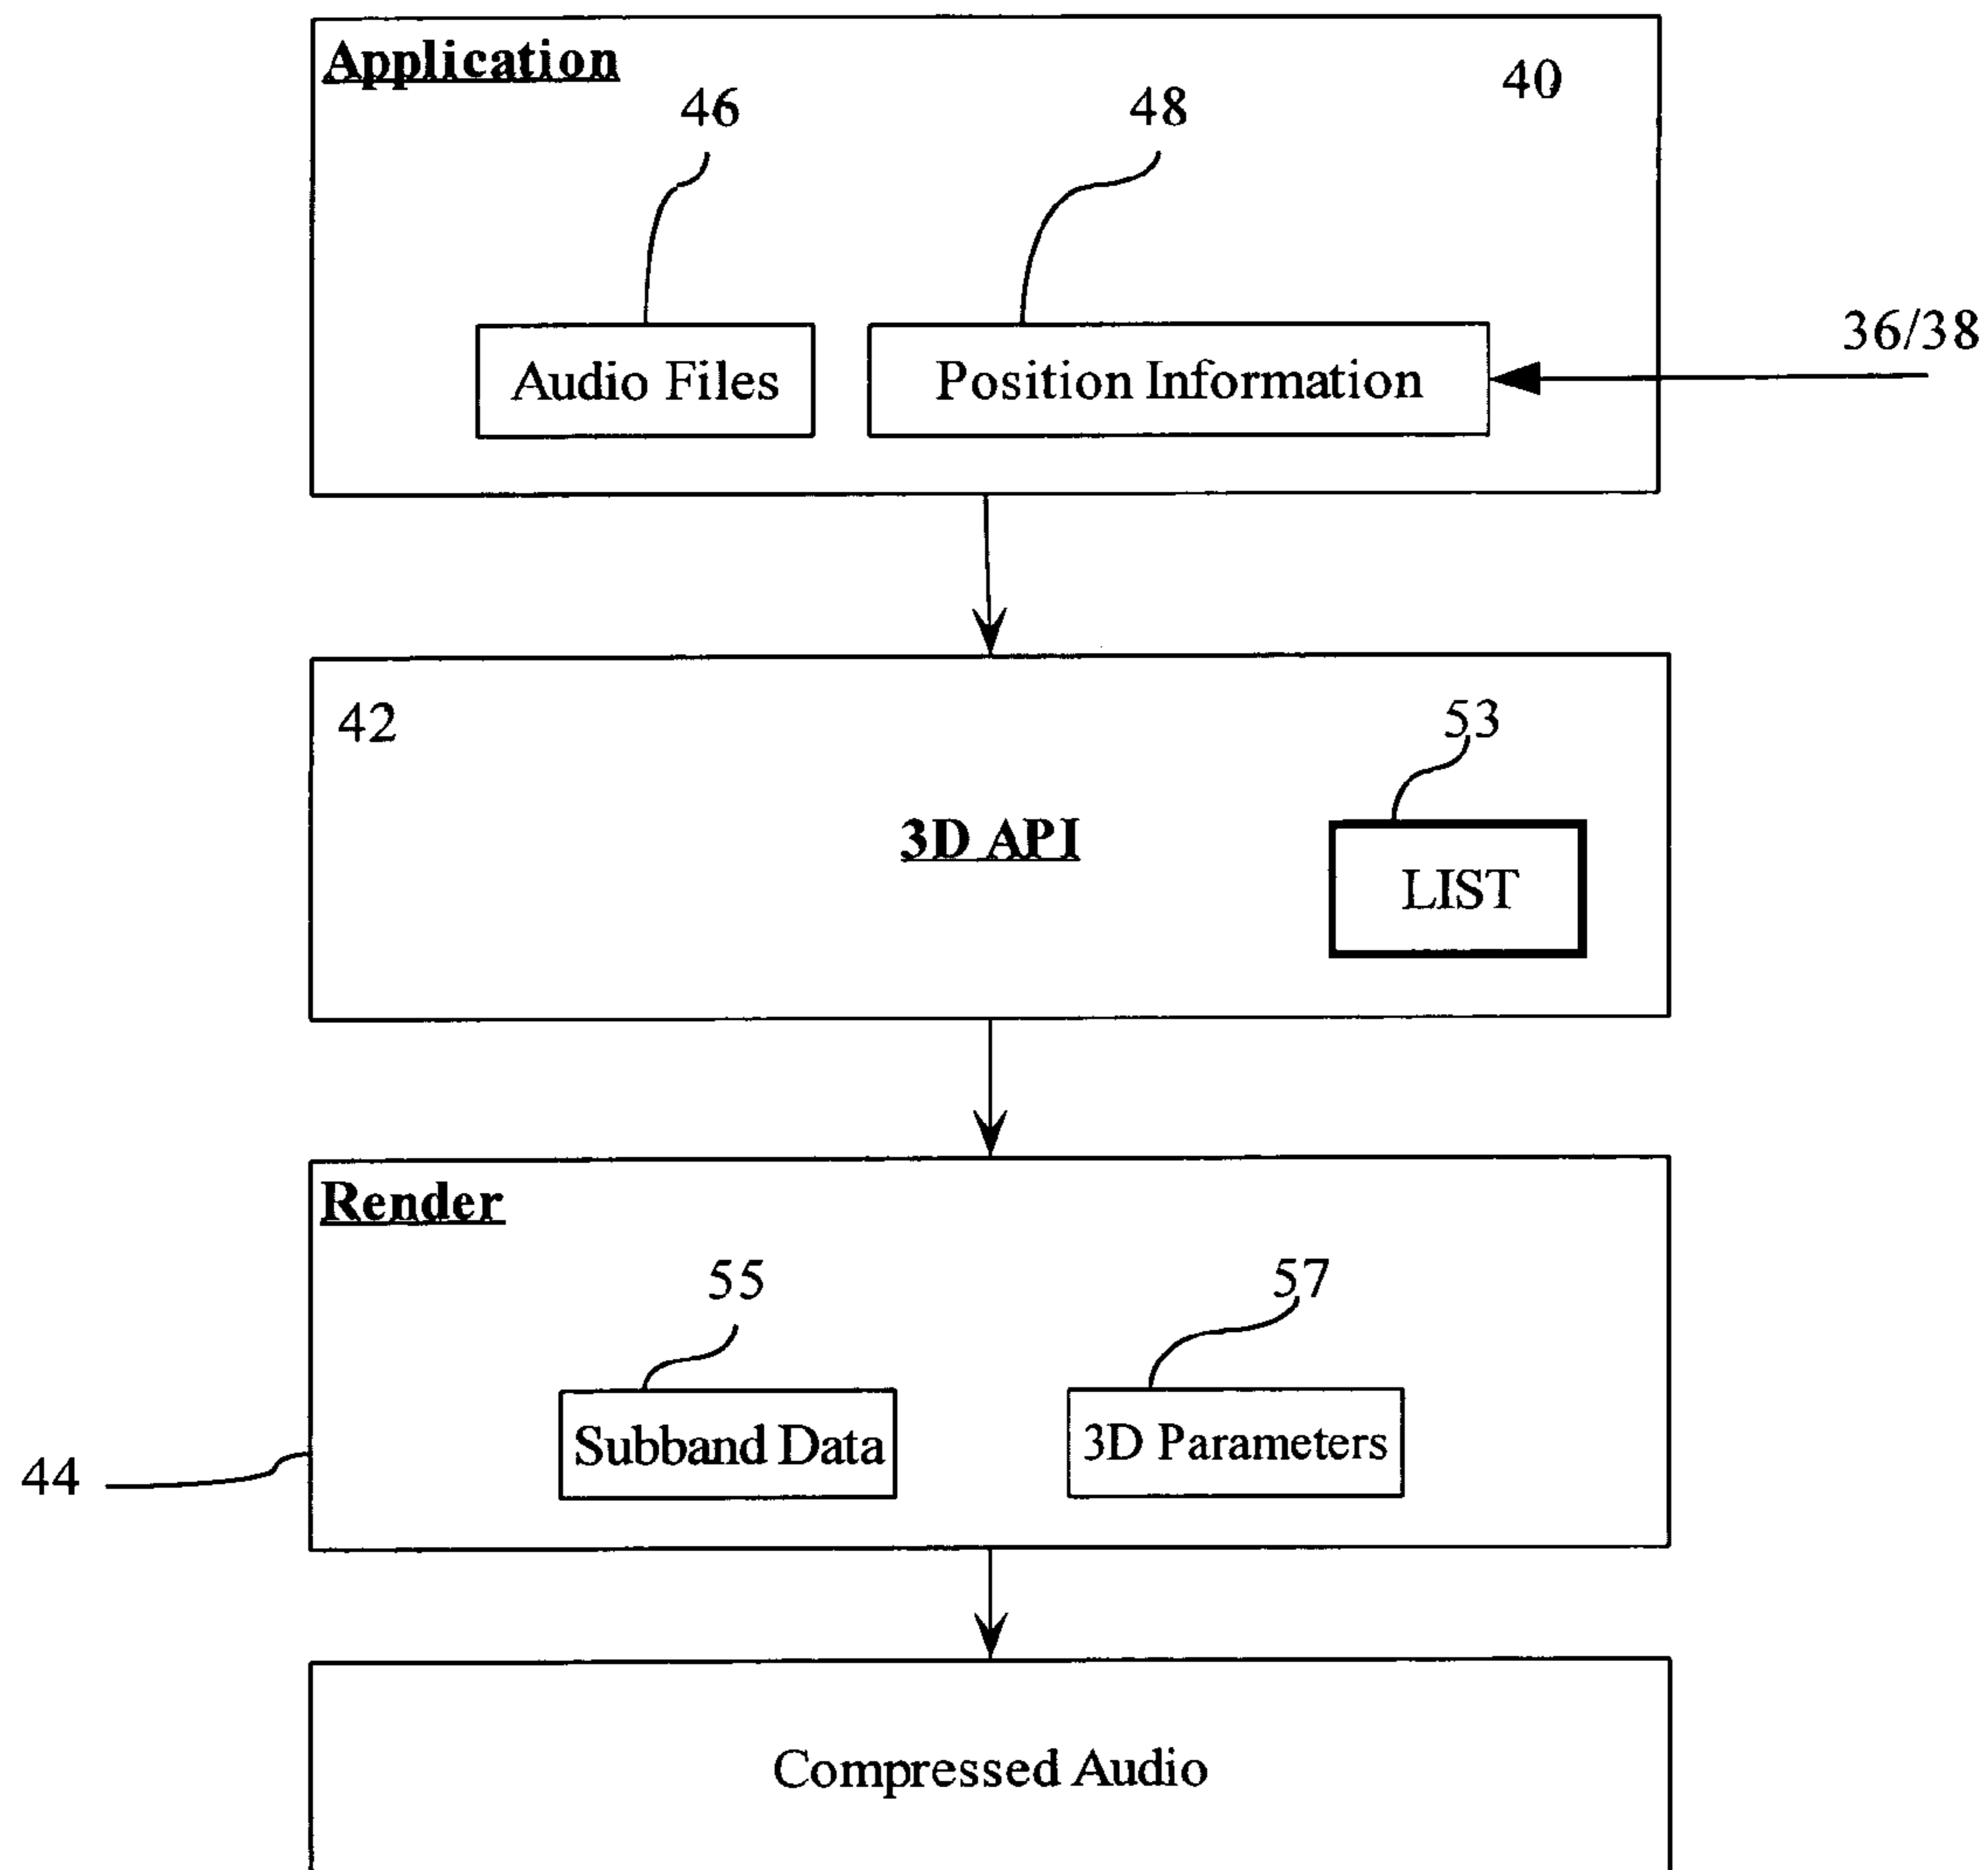 Application
40
46
48
36/38
Audio Files
Position Information
42
53
3D API
LIST
Render
55
57
44
Subband Data
3D Parameters
Compressed Audio